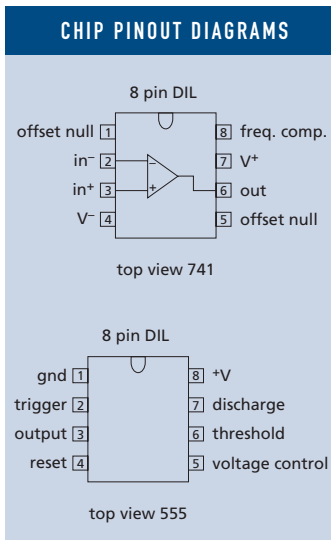 CHIP PINOUT DIAGRAMS
8 pin DIL
offset null 1
8 freq. comp.
in⁻ 2
7 V⁺
in⁺ 3
6 out
V⁻ 4
5 offset null
−
+
top view 741
8 pin DIL
gnd 1
8 ⁺V
trigger 2
7 discharge
output 3
6 threshold
reset 4
5 voltage control
top view 555